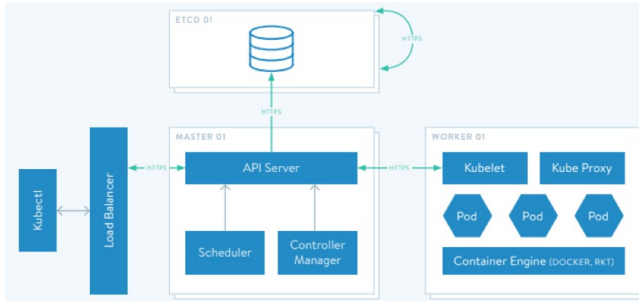 ETCD 01
HTTPS
HTTPS
MASTER 01
WORKER 01
Kubectl
Load Balancer
HTTPS
API Server
HTTPS
Kubelet
Kube Proxy
Pod
Pod
Pod
Scheduler
Controller
Manager
Container Engine (DOCKER, RKT)